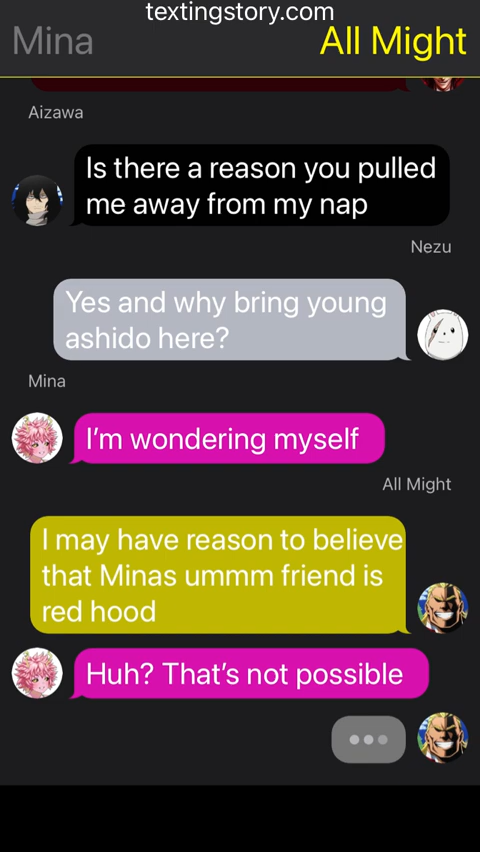 textingstory.com
Mina
All Might
Aizawa
Is there a reason you pulled
me away from my nap
Nezu
Yes and why bring young
ashido here?
Mina
I'm wondering myself
All Might
I may have reason to believe
that Minas ummm friend is
red hood
Huh? That's not possible